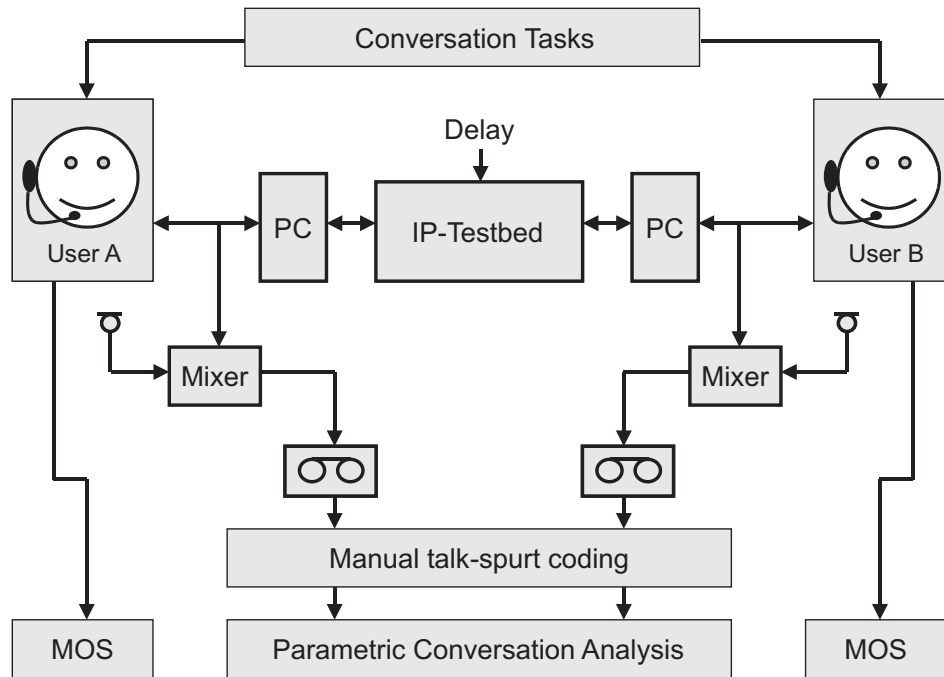 Conversation Tasks
Delay
User A
PC
IP-Testbed
PC
User B
Mixer
Mixer
Manual talk-spurt coding
MOS
Parametric Conversation Analysis
MOS